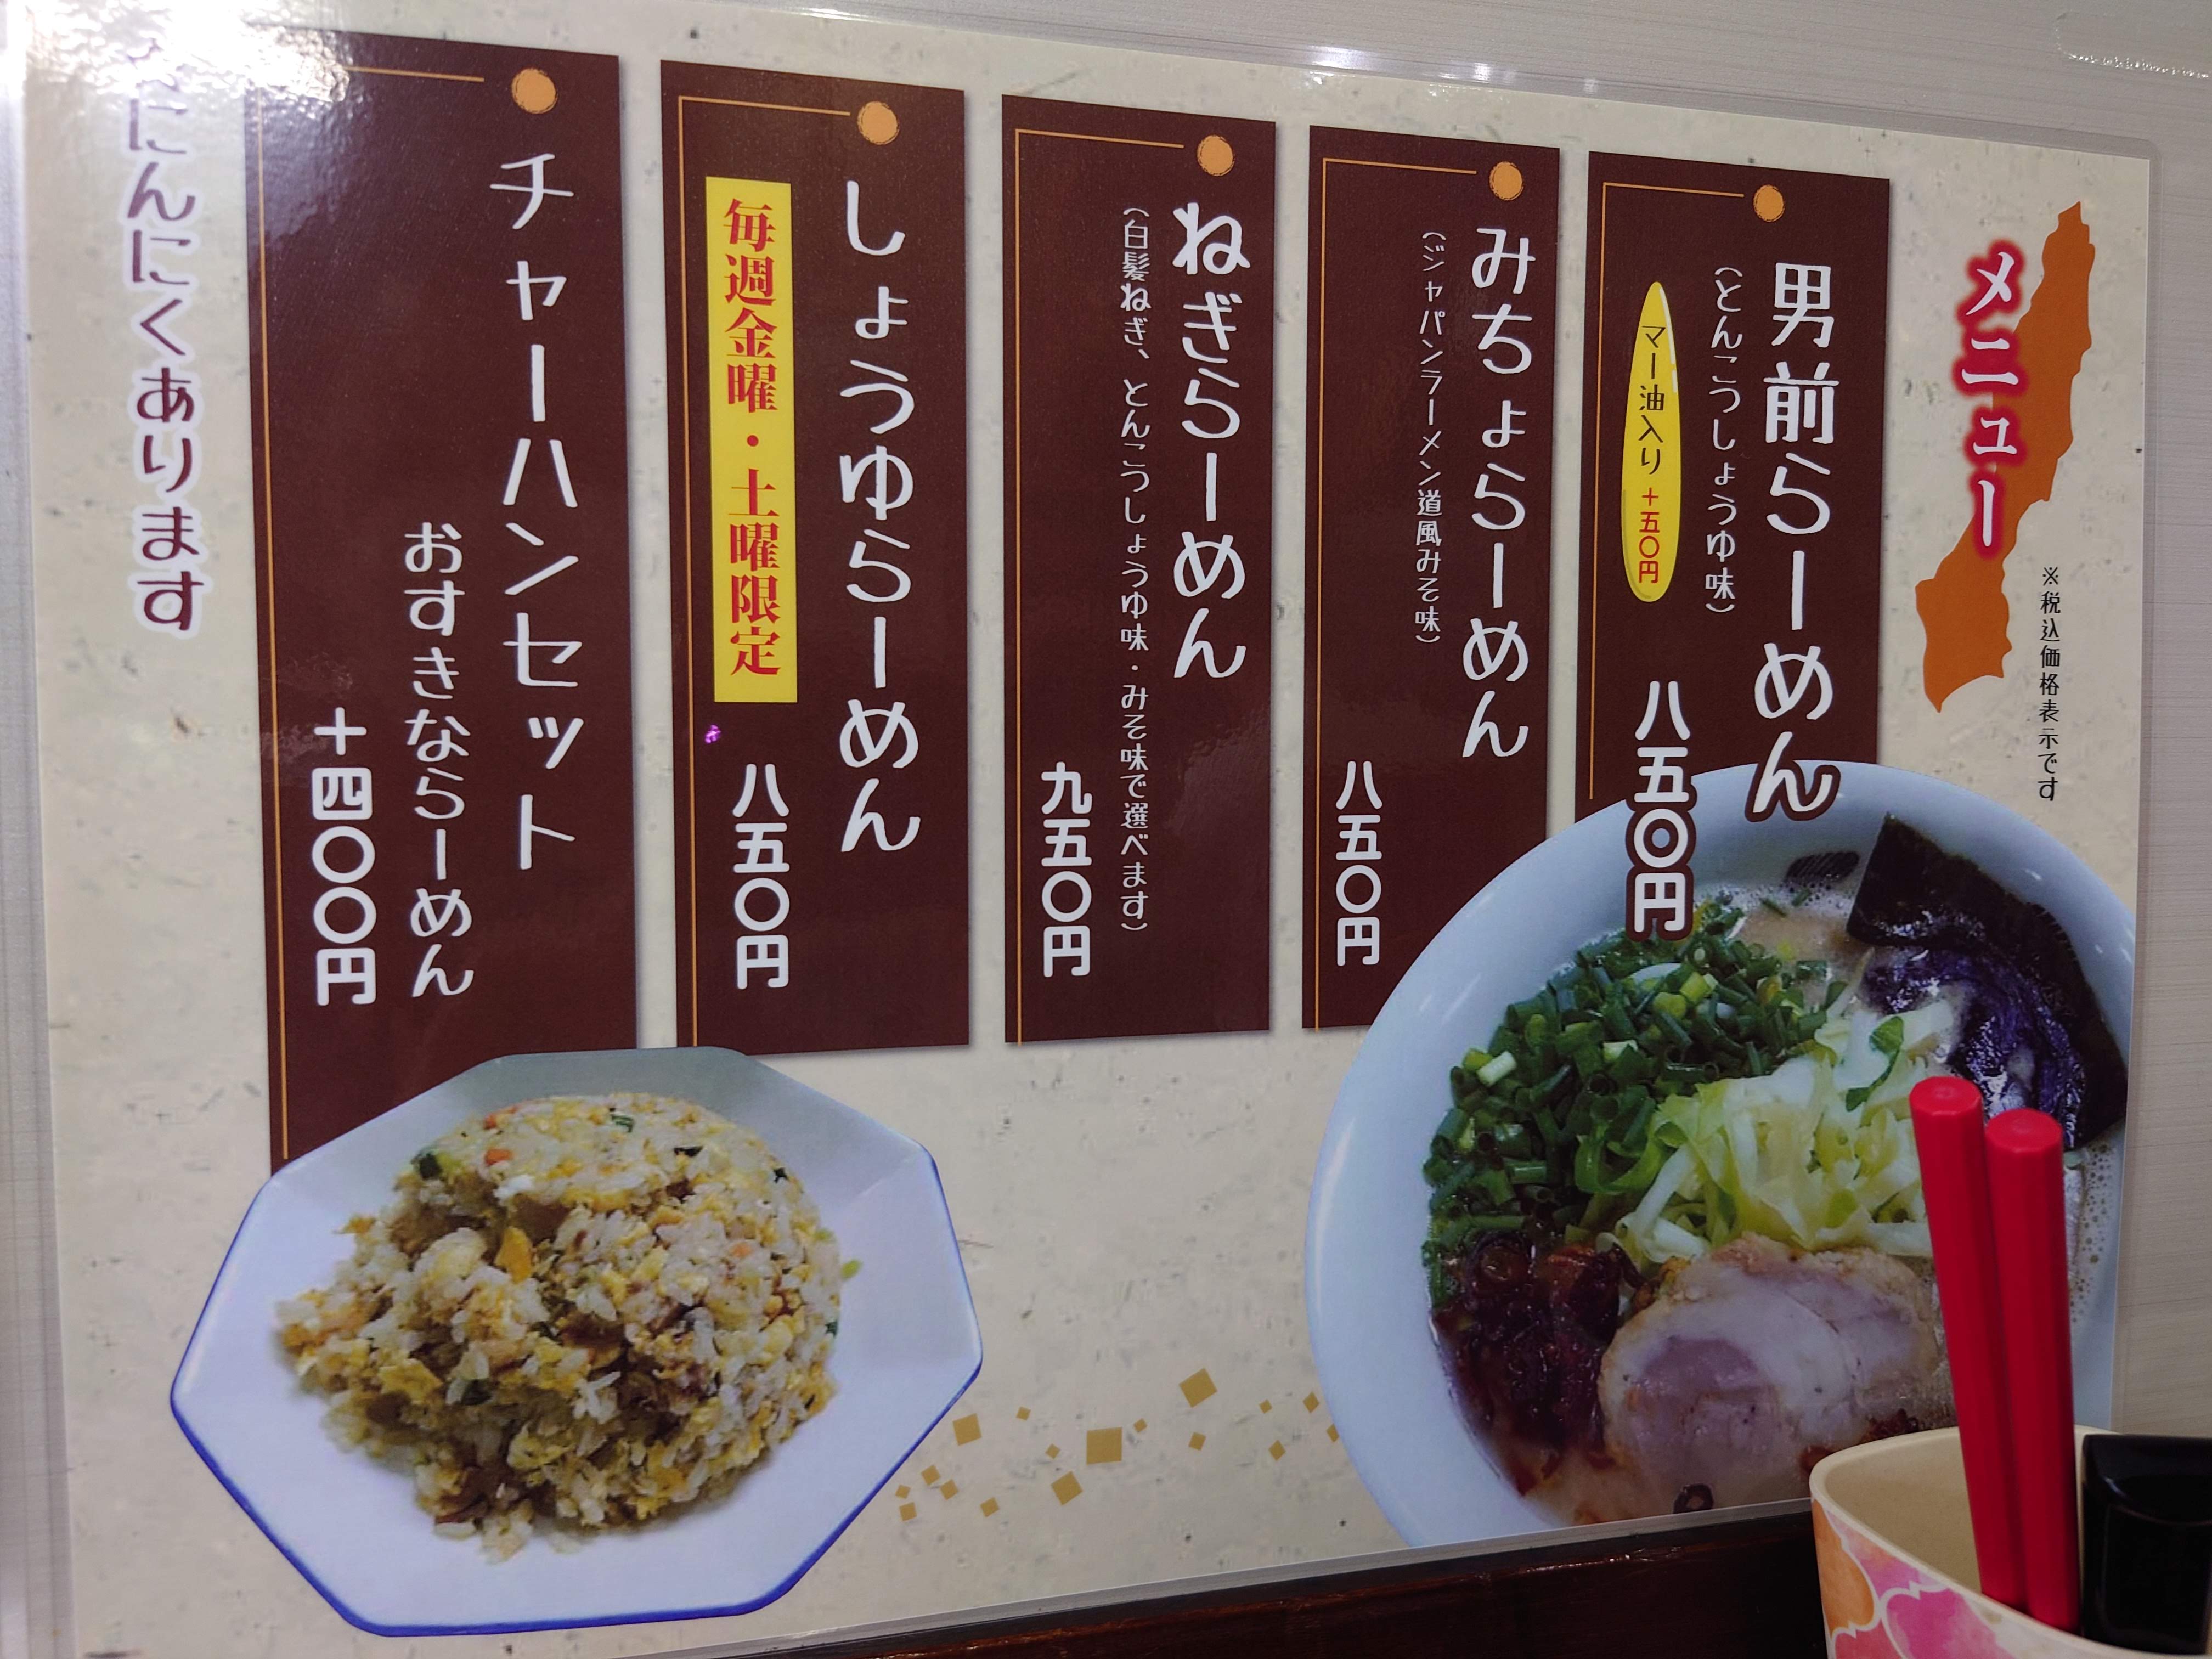 メニュー
※税込価格表示です
男前らーめん
(とんこつしょうゆ味)
マー油入り +五〇円
八五〇円
みちょらーめん
(ジャパンラーメン道風みそ味)
八五〇円
ねぎらーめん
(白髪ねぎ、とんこつしょうゆ味・みそ味で選べます)
九五〇円
しょうゆらーめん
毎週金曜・土曜限定
八五〇円
チャーハンセット
おすきならーめん
+四〇〇円
にんにくあります